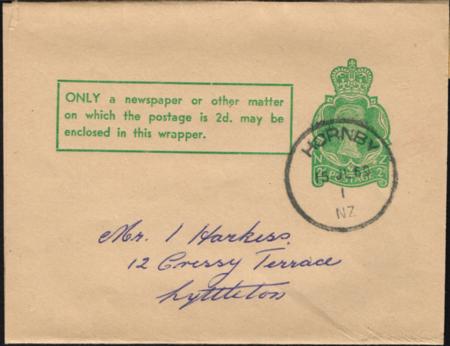 ONLY a newspaper or other matter
on which the postage is 2d. may be
enclosed in this wrapper.
HORNBY
N Z
POSTAGE
1
NZ
Mr. I Harkess.
12 Cressy Terrace
Lyttleton